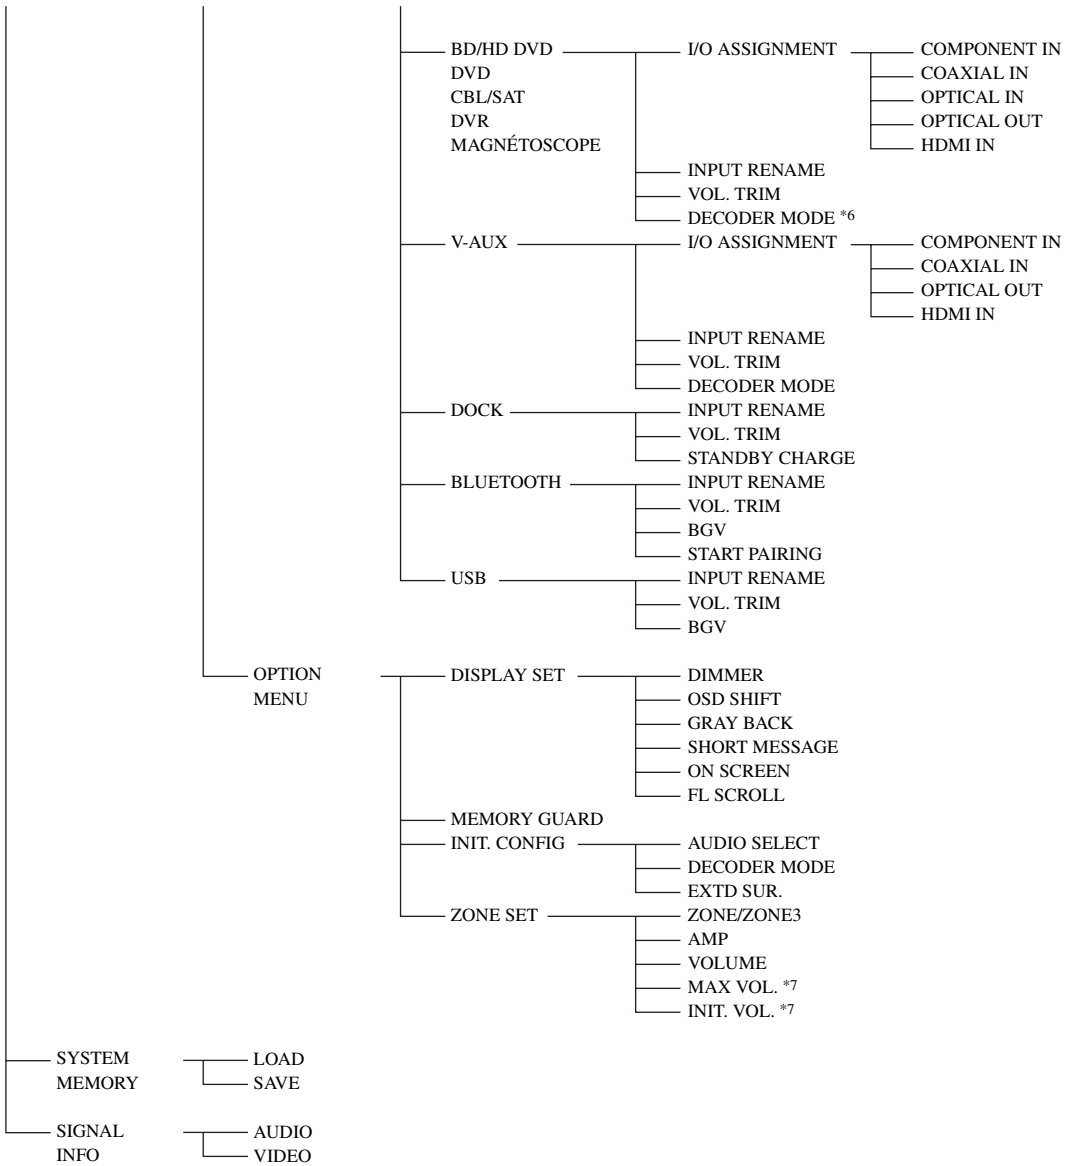 BD/HD DVD I/O ASSIGNMENT COMPONENT IN
DVD COAXIAL IN
CBL/SAT OPTICAL IN
DVR OPTICAL OUT
MAGNÉTOSCOPE HDMI IN
INPUT RENAME
VOL. TRIM
DECODER MODE *6
V-AUX I/O ASSIGNMENT COMPONENT IN
COAXIAL IN
OPTICAL OUT
HDMI IN
INPUT RENAME
VOL. TRIM
DECODER MODE
DOCK INPUT RENAME
VOL. TRIM
STANDBY CHARGE
BLUETOOTH INPUT RENAME
VOL. TRIM
BGV
START PAIRING
USB INPUT RENAME
VOL. TRIM
BGV
OPTION DISPLAY SET DIMMER
MENU OSD SHIFT
GRAY BACK
SHORT MESSAGE
ON SCREEN
FL SCROLL
MEMORY GUARD
INIT. CONFIG AUDIO SELECT
DECODER MODE
EXTD SUR.
ZONE SET ZONE/ZONE3
AMP
VOLUME
MAX VOL. *7
INIT. VOL. *7
SYSTEM LOAD
MEMORY SAVE
SIGNAL AUDIO
INFO VIDEO